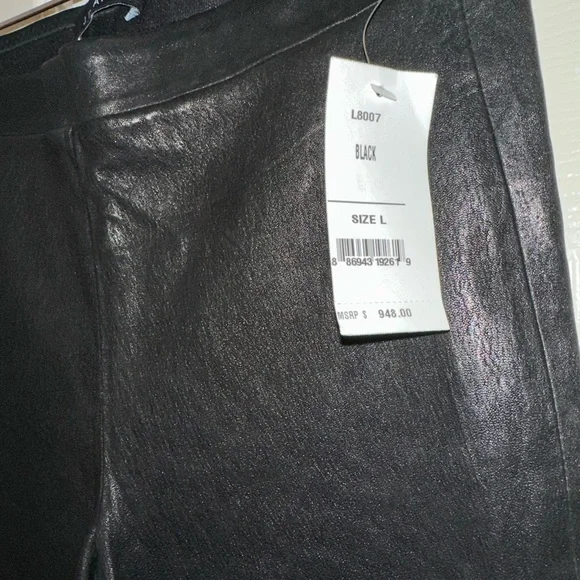 L8007
BLACK
SIZE L
8 86943 19261 9
MSRP $ 948.00